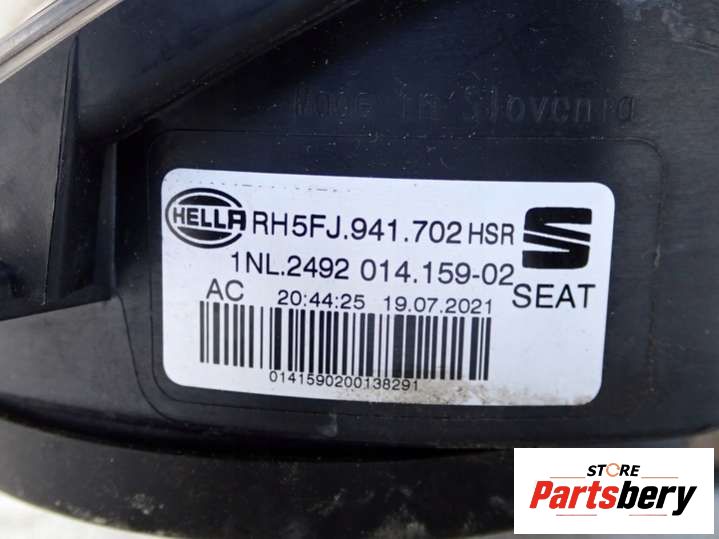 Made in Slovenia
HELLA RH5FJ.941.702 HSR
1NL.2492 014.159-02
AC 20:44:25 19.07.2021 SEAT
0141590200138291
STORE
Partsbery